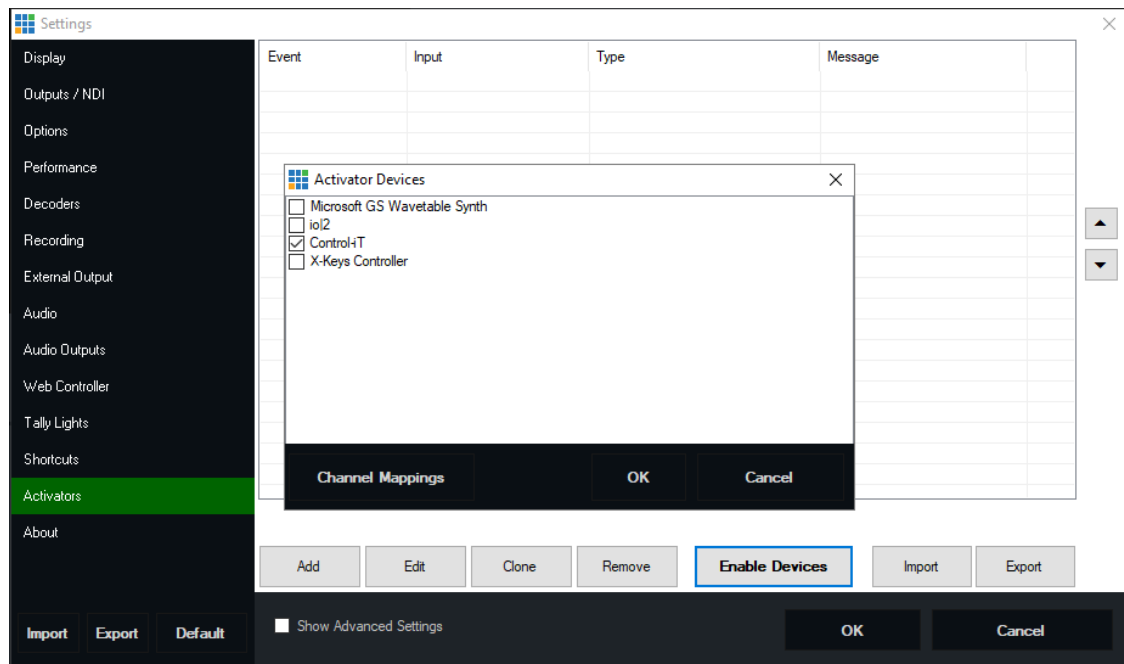 Settings
Display
Outputs / NDI
Options
Performance
Decoders
Recording
External Output
Audio
Audio Outputs
Web Controller
Tally Lights
Shortcuts
Activators
About
Import Export Default
Event Input Type Message
Activator Devices
Microsoft GS Wavetable Synth
io|2
Control-iT
X-Keys Controller
Channel Mappings OK Cancel
Add Edit Clone Remove Enable Devices Import Export
Show Advanced Settings OK Cancel